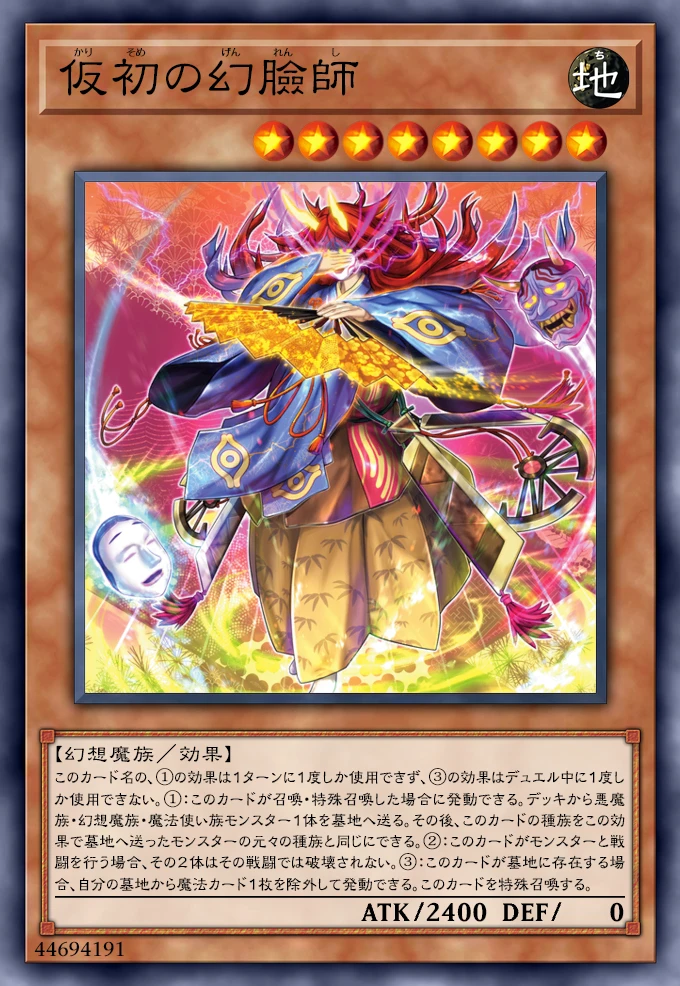 かり そめ げん れん し
仮初の幻臉師
ち
地
【幻想魔族／効果】
このカード名の、①の効果は1ターンに1度しか使用できず、③の効果はデュエル中に1度し
か使用できない。①：このカードが召喚・特殊召喚した場合に発動できる。デッキから悪魔
族・幻想魔族・魔法使い族モンスター1体を墓地へ送る。その後、このカードの種族をこの効
果で墓地へ送ったモンスターの元々の種族と同じにできる。②：このカードがモンスターと戦
闘を行う場合、その2体はその戦闘では破壊されない。③：このカードが墓地に存在する場
合、自分の墓地から魔法カード1枚を除外して発動できる。このカードを特殊召喚する。
ATK/2400 DEF/ 0
44694191